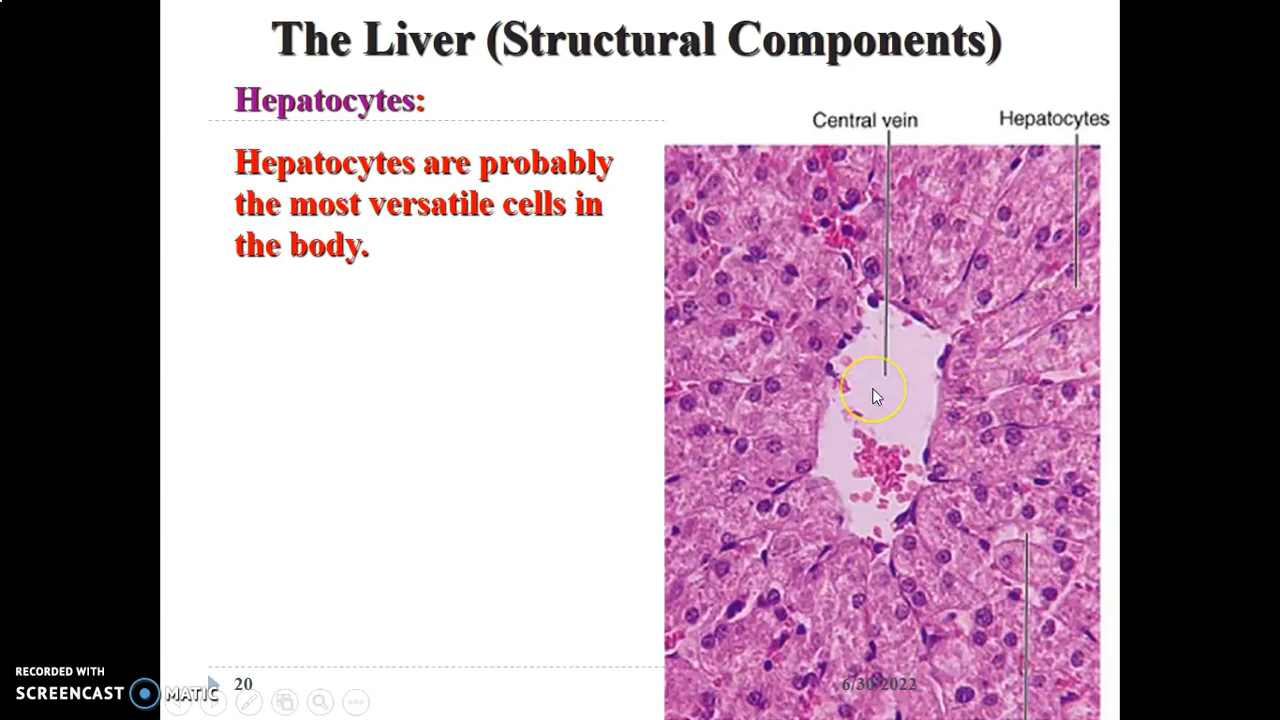 The Liver (Structural Components)
Hepatocytes:
Hepatocytes are probably
the most versatile cells in
the body.
Central vein
Hepatocytes
RECORDED WITH
SCREENCAST MATIC
20
6/30/2022